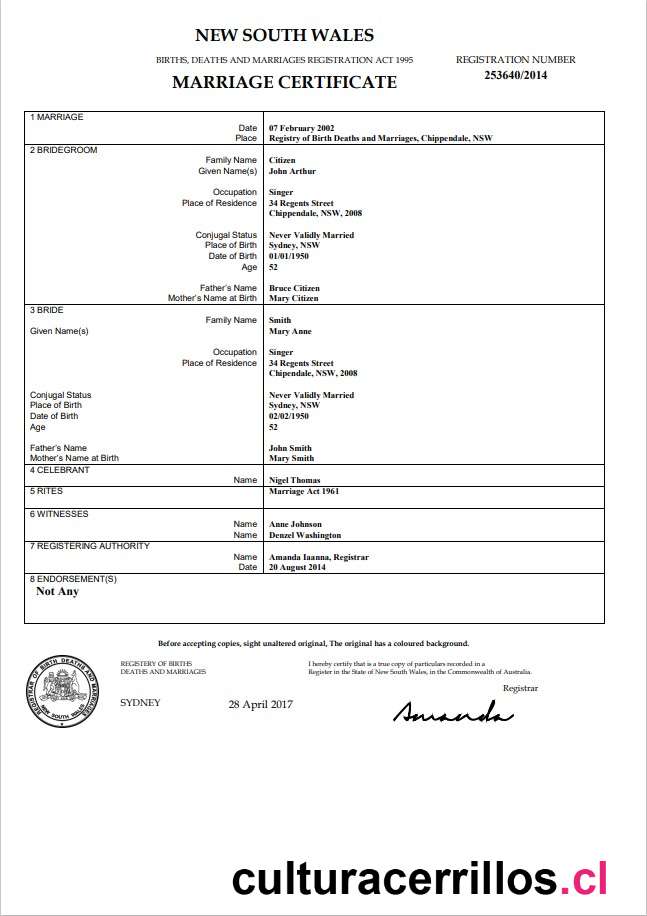 NEW SOUTH WALES
BIRTHS, DEATHS AND MARRIAGES REGISTRATION ACT 1995
REGISTRATION NUMBER
MARRIAGE CERTIFICATE
253640/2014
1 MARRIAGE
Date 07 February 2002
Place Registry of Birth Deaths and Marriages, Chippendale, NSW
2 BRIDEGROOM
Family Name Citizen
Given Name(s) John Arthur
Occupation Singer
Place of Residence 34 Regents Street
Chippendale, NSW, 2008
Conjugal Status Never Validly Married
Place of Birth Sydney, NSW
Date of Birth 01/01/1950
Age 52
Father's Name Bruce Citizen
Mother's Name at Birth Mary Citizen
3 BRIDE
Family Name Smith
Given Name(s) Mary Anne
Occupation Singer
Place of Residence 34 Regents Street
Chipendale, NSW, 2008
Conjugal Status Never Validly Married
Place of Birth Sydney, NSW
Date of Birth 02/02/1950
Age 52
Father's Name John Smith
Mother's Name at Birth Mary Smith
4 CELEBRANT
Name Nigel Thomas
5 RITES Marriage Act 1961
6 WITNESSES
Name Anne Johnson
Name Denzel Washington
7 REGISTERING AUTHORITY
Name Amanda Iaanna, Registrar
Date 20 August 2014
8 ENDORSEMENT(S)
Not Any
Before accepting copies, sight unaltered original, The original has a coloured background.
REGISTRAR OF BIRTH DEATHS AND MARRIAGES
NEW SOUTH WALES
REGISTERY OF BIRTHS
DEATHS AND MARRIAGES
I hereby certify that is a true copy of particulars recorded in a
Register in the State of New South Wales, in the Commonwealth of Australia.
Registrar
SYDNEY
28 April 2017
Amanda
culturacerrillos.cl